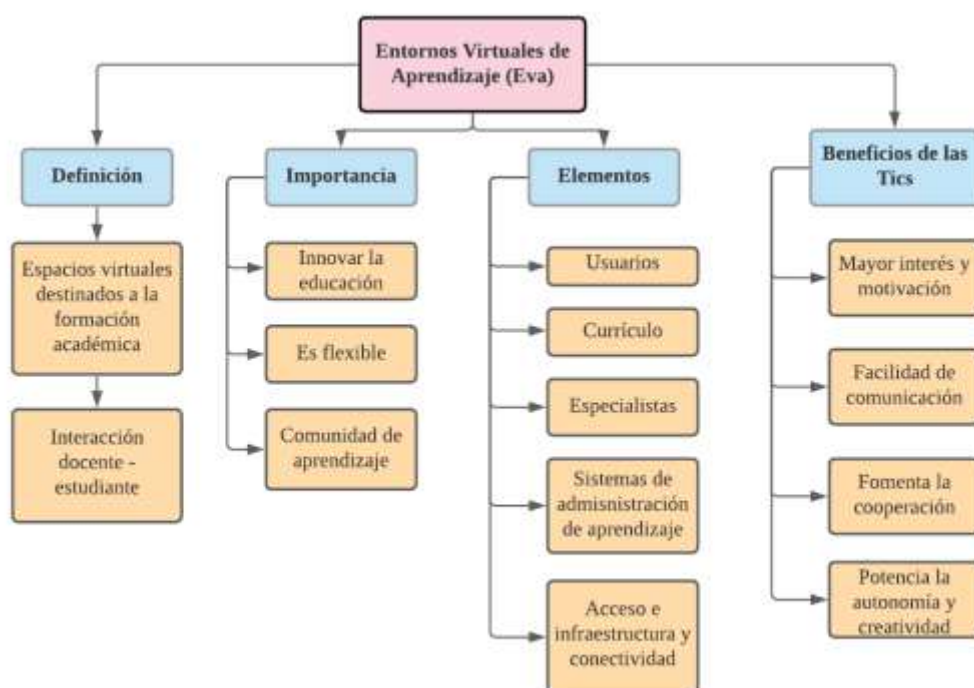 Entornos Virtuales de
Aprendizaje (Eva)
Definición
Espacios virtuales
destinados a la
formación
académica
Interacción
docente -
estudiante
Importancia
Innovar la
educación
Es flexible
Comunidad de
aprendizaje
Elementos
Usuarios
Currículo
Especialistas
Sistemas de
admisnistración
de aprendizaje
Acceso e
infraestructura y
conectividad
Beneficios de las
Tics
Mayor interés y
motivación
Facilidad de
comunicación
Fomenta la
cooperación
Potencia la
autonomía y
creatividad